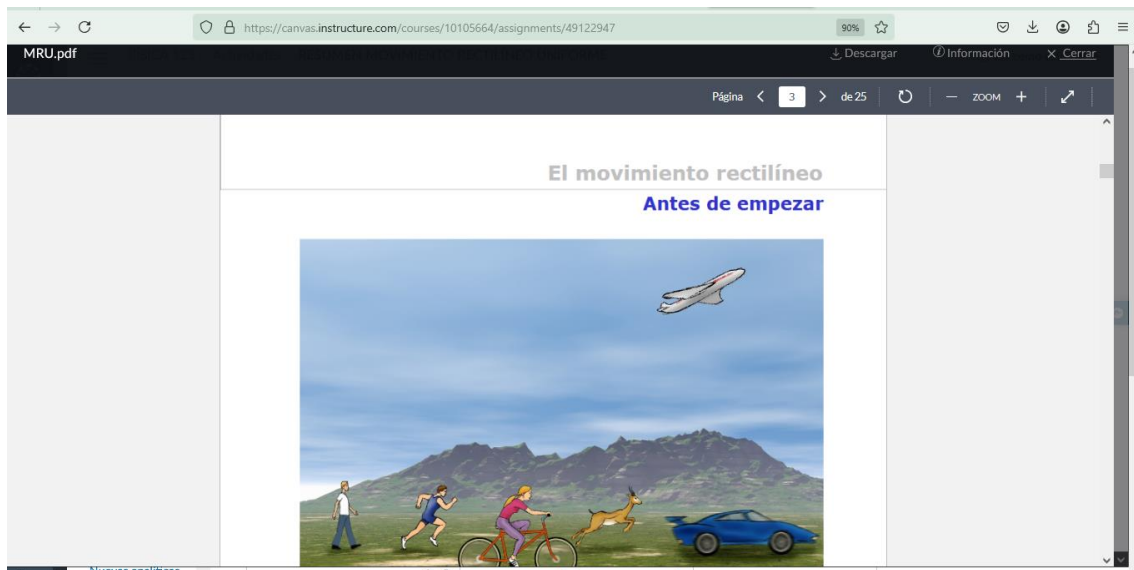 https://canvas.instructure.com/courses/10105664/assignments/49122947
90%
MRU.pdf
Descargar
Información
Cerrar
Página
3
de 25
ZOOM
El movimiento rectilíneo
Antes de empezar